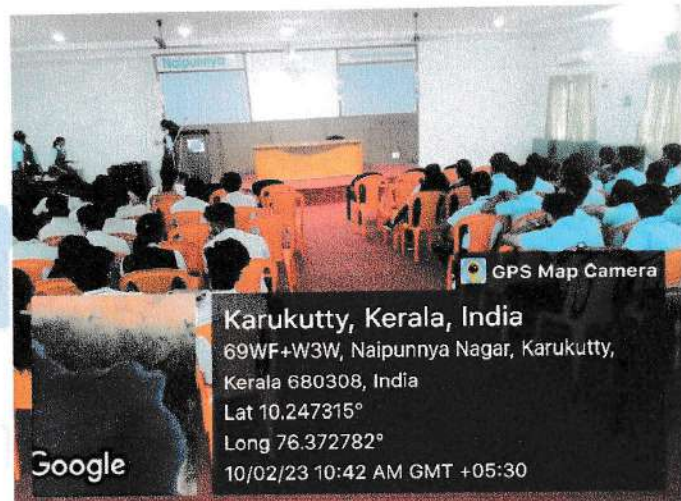 Naipunnya
GPS Map Camera
Karukutty, Kerala, India
69WF+W3W, Naipunnya Nagar, Karukutty,
Kerala 680308, India
Lat 10.247315°
Long 76.372782°
10/02/23 10:42 AM GMT +05:30
Google